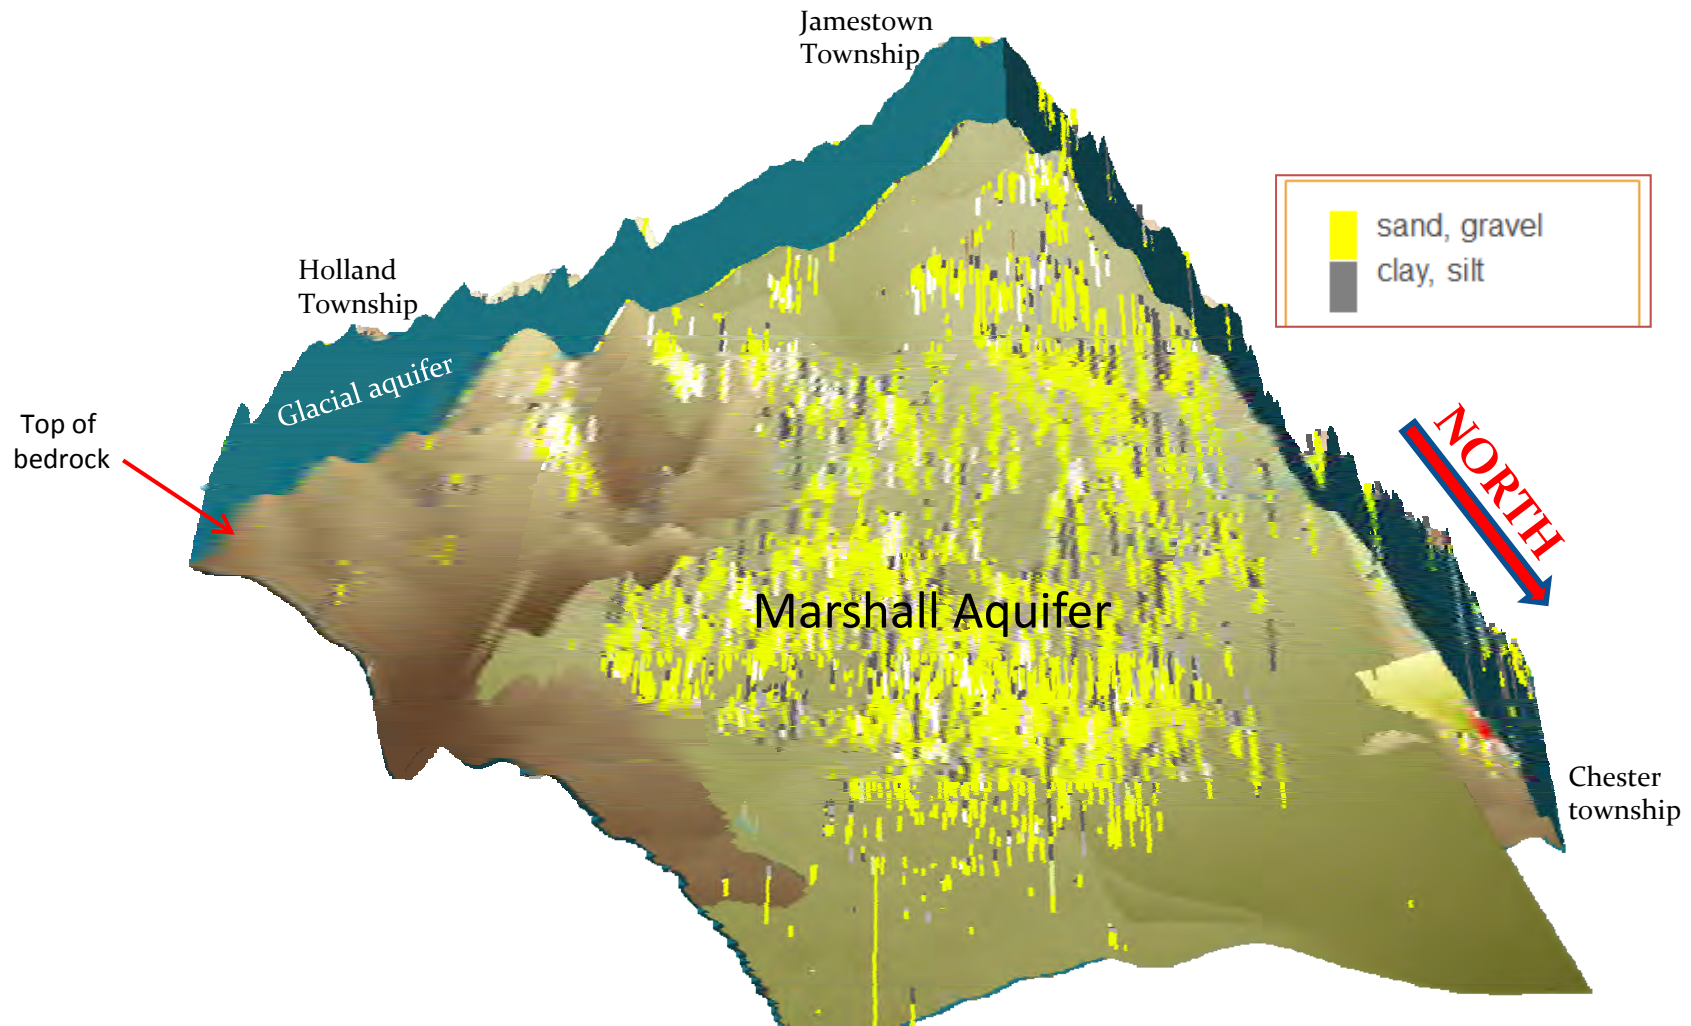 Jamestown
Township
sand, gravel
clay, silt
Holland
Township
Glacial aquifer
Top of
bedrock
NORTH
Marshall Aquifer
Chester
township